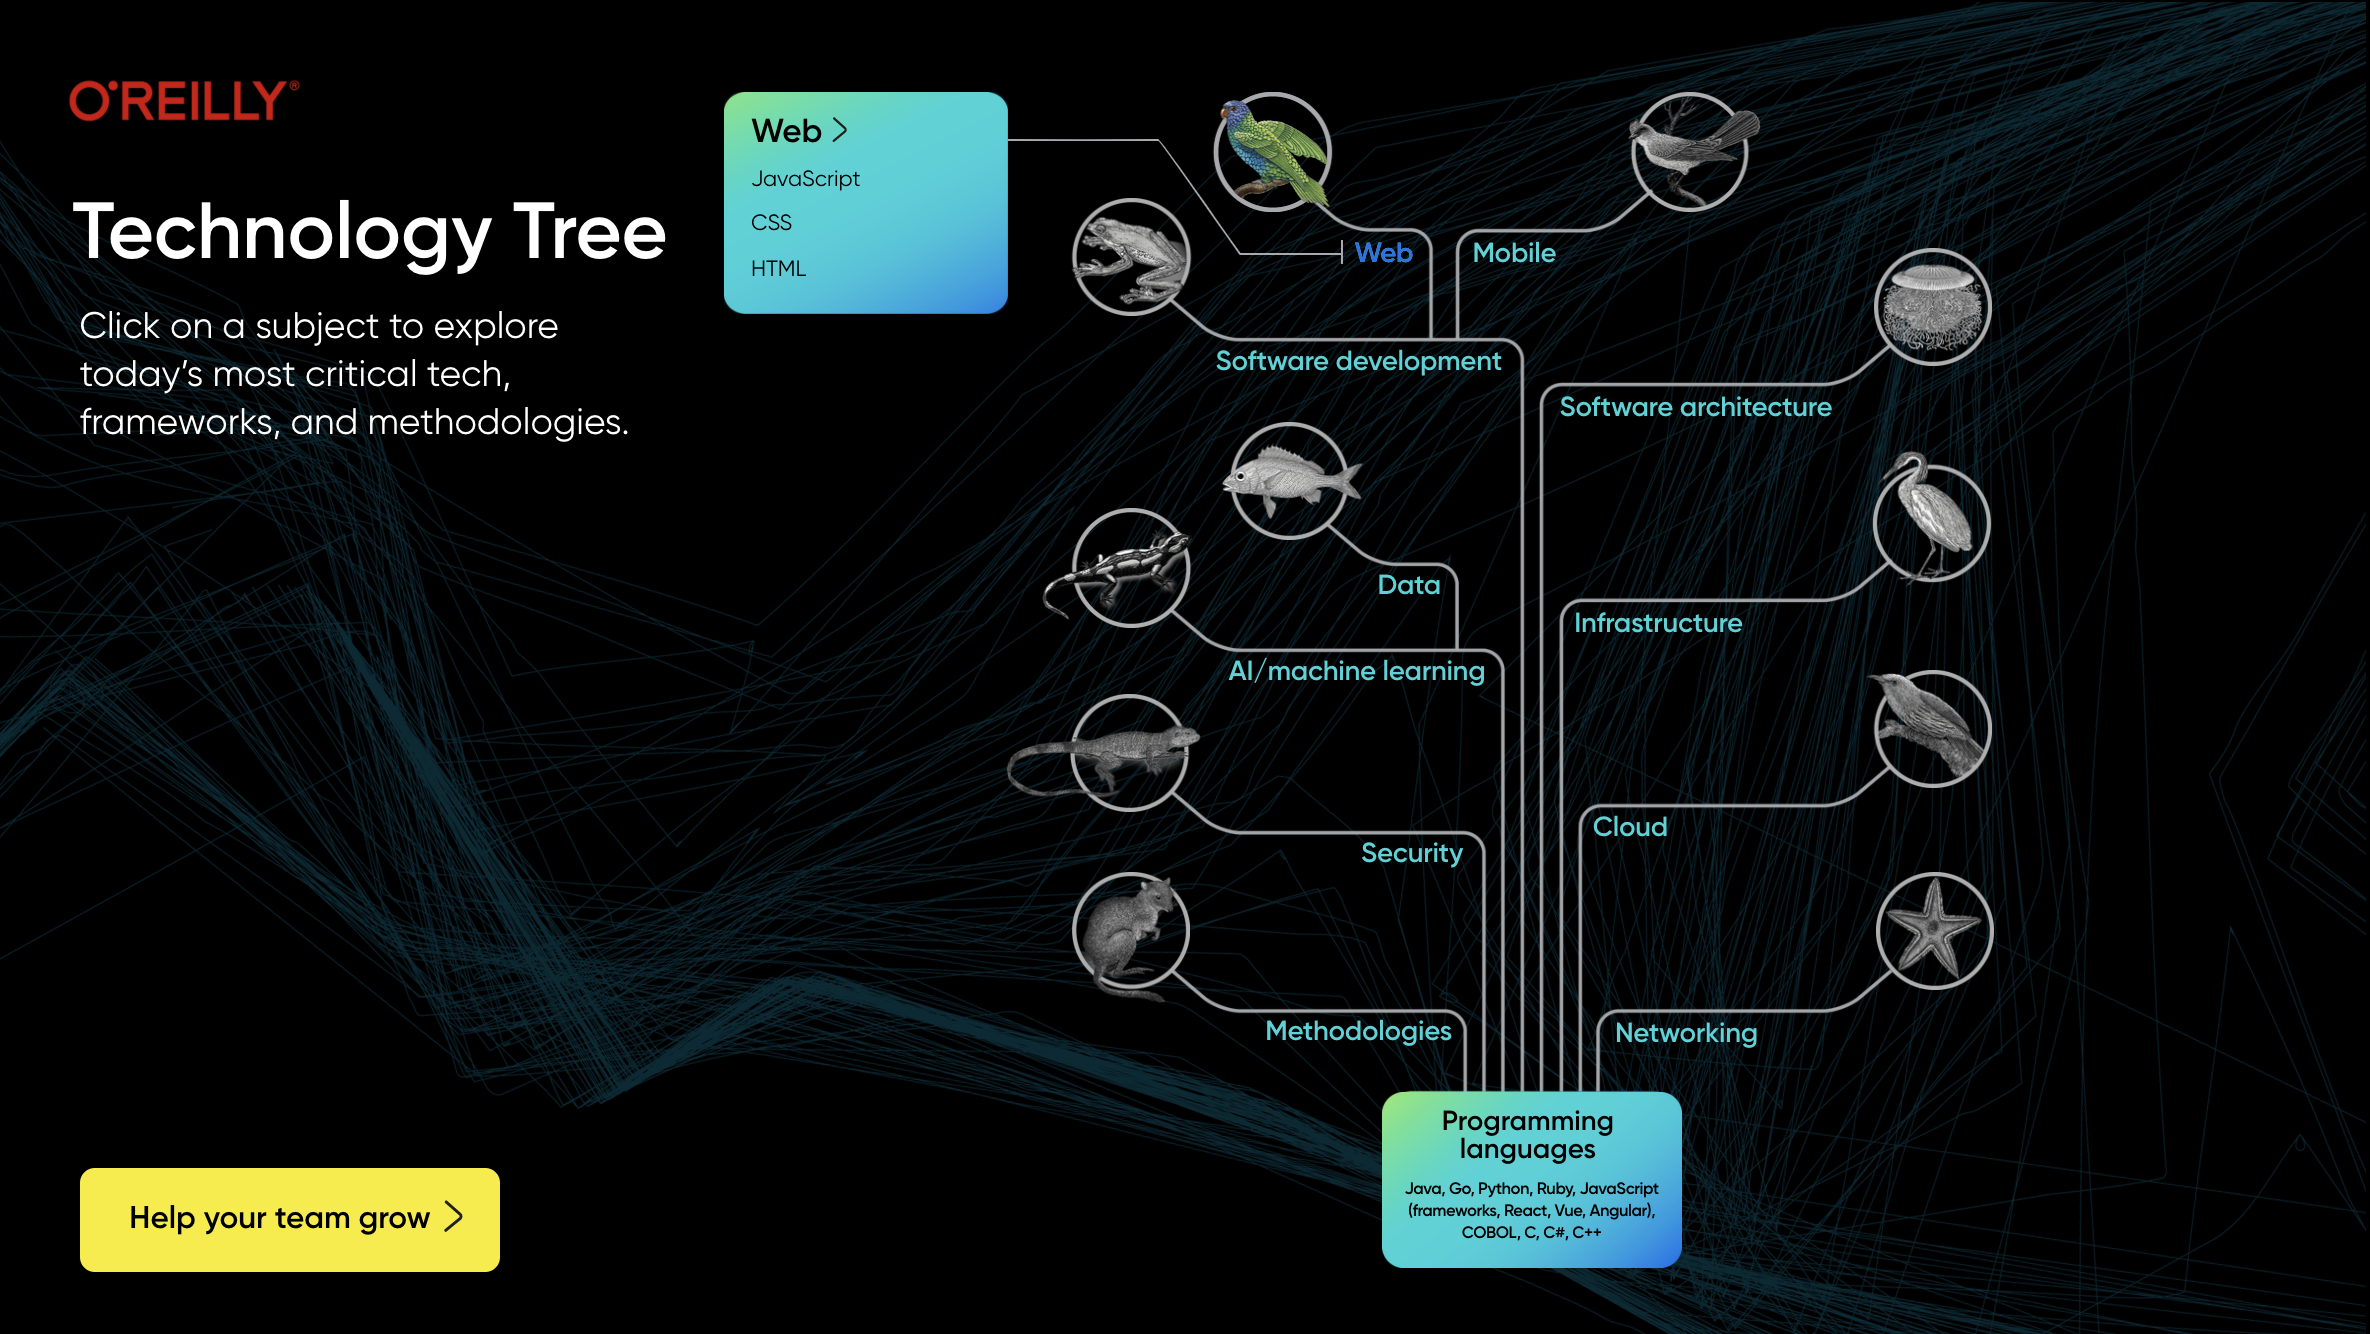 O'REILLY®
Technology Tree
Click on a subject to explore
today's most critical tech,
frameworks, and methodologies.
Help your team grow
Web
JavaScript
CSS
HTML
Web
Mobile
Software development
Software architecture
Data
Infrastructure
AI/machine learning
Cloud
Security
Methodologies
Networking
Programming
languages
Java, Go, Python, Ruby, JavaScript
(frameworks, React, Vue, Angular),
COBOL, C, C#, C++